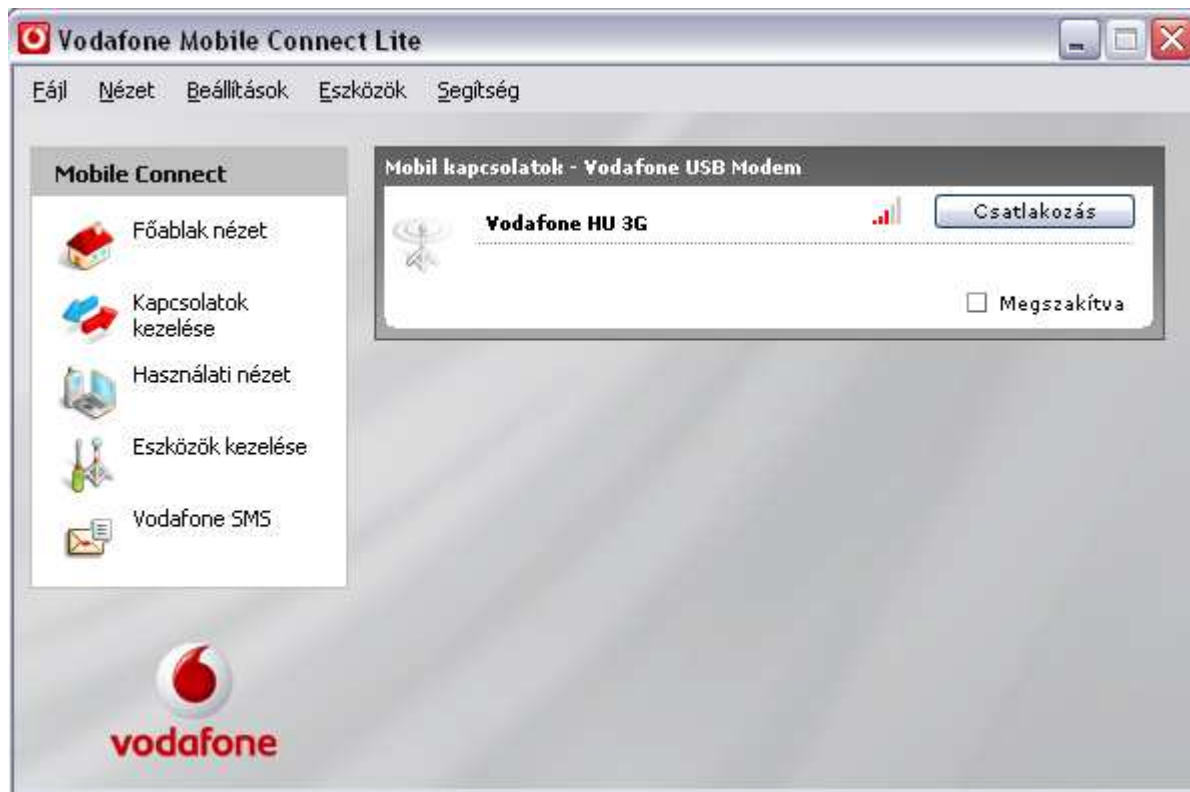 Vodafone Mobile Connect Lite
Fájl Nézet Beállítások Eszközök Segítség
Mobile Connect
Főablak nézet
Kapcsolatok
kezelése
Használati nézet
Eszközök kezelése
Vodafone SMS
vodafone
Mobil kapcsolatok - Vodafone USB Modem
Vodafone HU 3G
Csatlakozás
Megszakítva